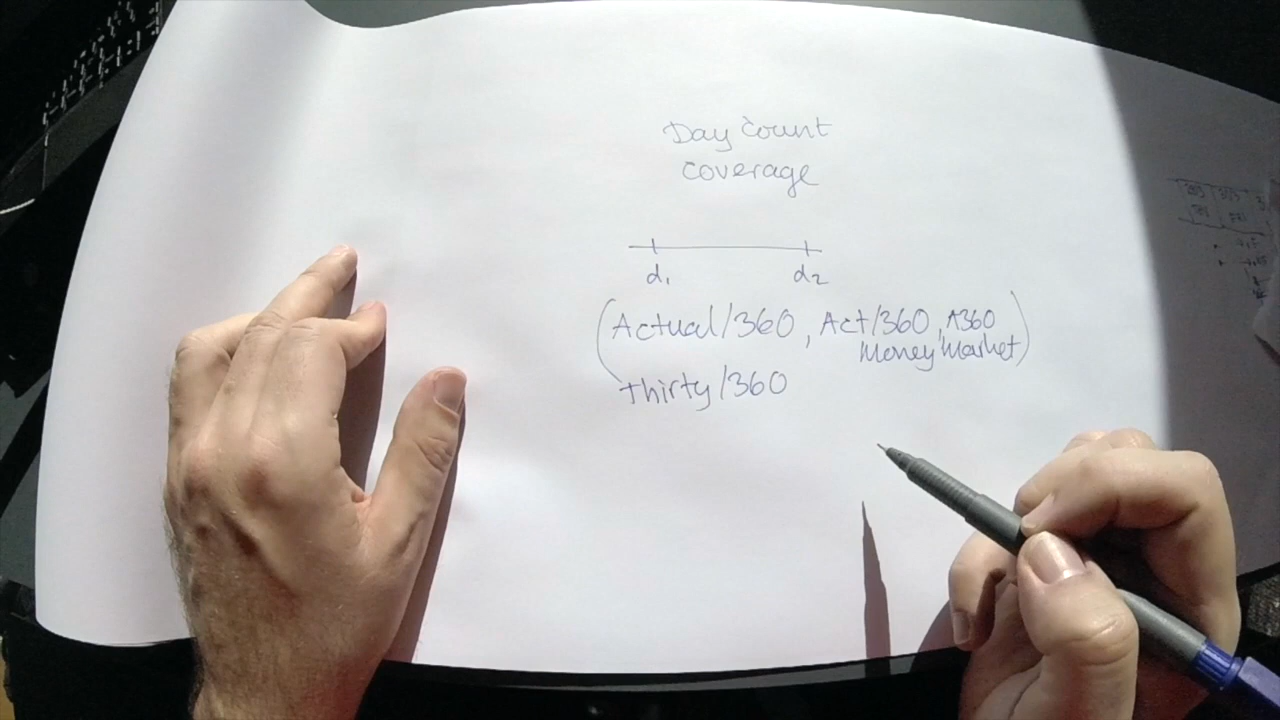 Day Count
coverage
d₁ d₂
(Actual/360, Act/360, A360
Money Market)
Thirty/360